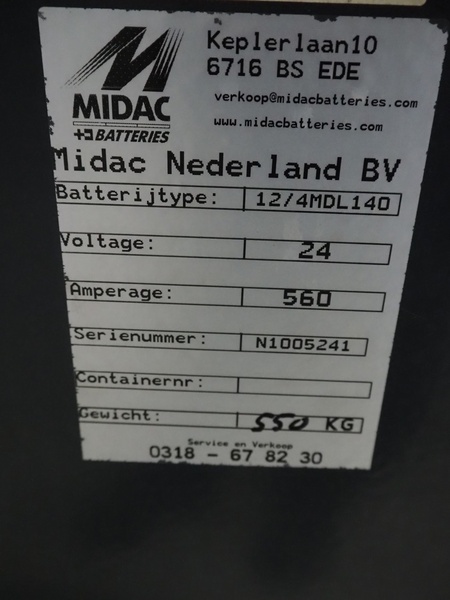 Keplerlaan10
6716 BS EDE
MIDAC
BATTERIES
verkoop@midacbatteries.com
www.midacbatteries.com
Midac Nederland BV
Batterijtype: 12/4MDL140
Voltage: 24
Amperage: 560
Serienummer: N1005241
Containernr:
Gewicht: 550 KG
Service en Verkoop
0318 - 67 82 30